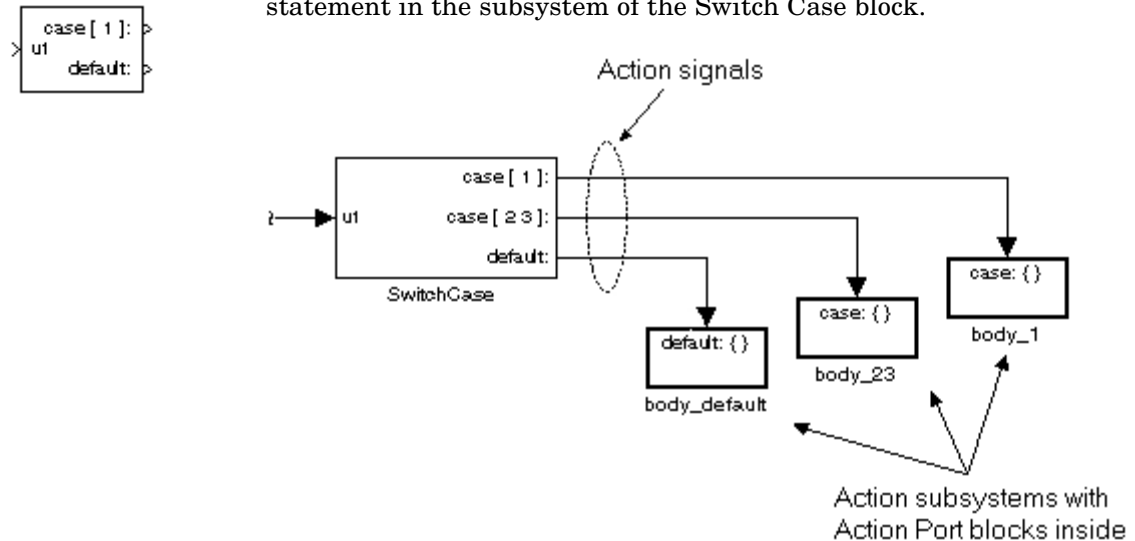 statement in the subsystem of the Switch Case block.
case [ 1 ]:
u1
default:
Action signals
case [ 1 ]:
u1
case [ 2 3 ]:
default:
SwitchCase
case: { }
body_1
case: { }
body_23
default: { }
body_default
Action subsystems with
Action Port blocks inside